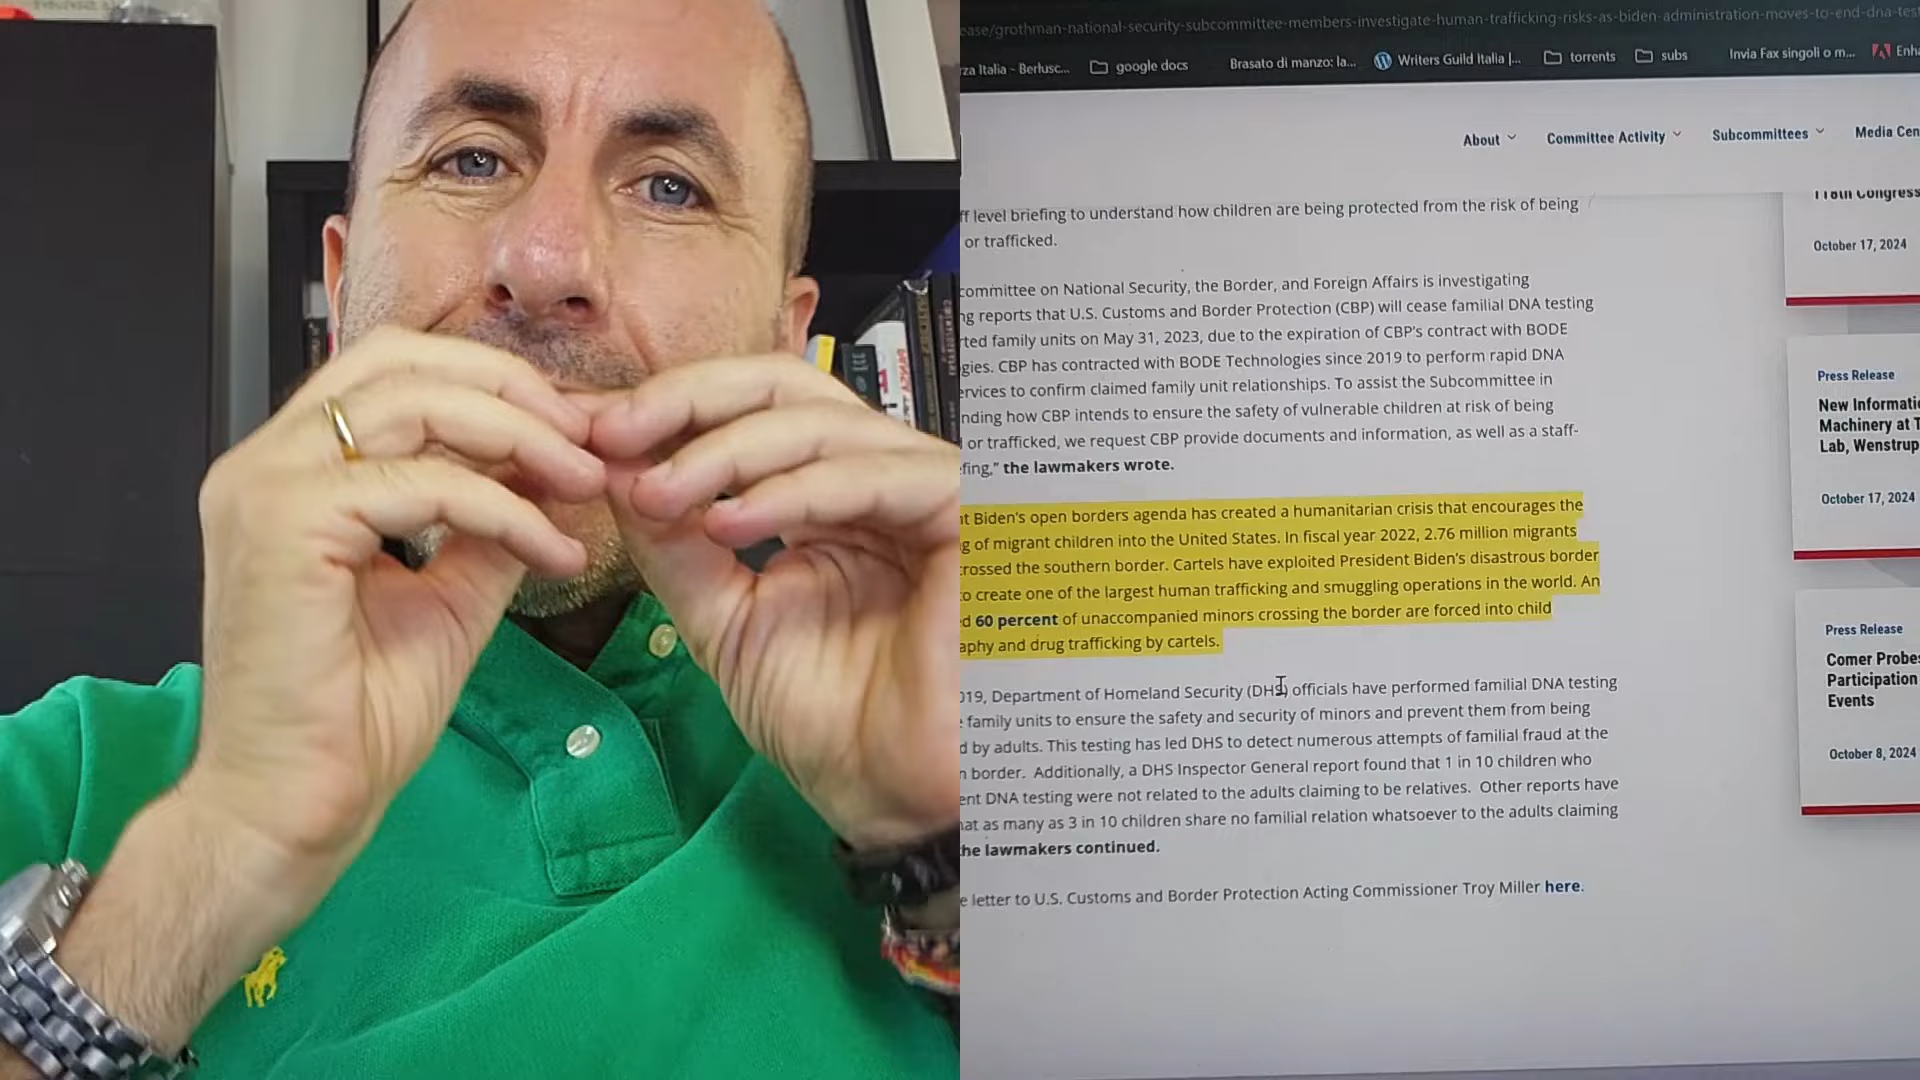 ease/grothman-national-security-subcommittee-members-investigate-human-trafficking-risks-as-biden-administration-moves-to-end-dna-test
rza Italia - Berlusc...
google docs
Brasato di manzo: la...
Writers Guild Italia |...
torrents
subs
Invia Fax singoli o m...
Enha
About
Committee Activity
Subcommittees
Media Cen
ff level briefing to understand how children are being protected from the risk of being
or trafficked.
committee on National Security, the Border, and Foreign Affairs is investigating
ng reports that U.S. Customs and Border Protection (CBP) will cease familial DNA testing
rted family units on May 31, 2023, due to the expiration of CBP's contract with BODE
gies. CBP has contracted with BODE Technologies since 2019 to perform rapid DNA
ervices to confirm claimed family unit relationships. To assist the Subcommittee in
nding how CBP intends to ensure the safety of vulnerable children at risk of being
or trafficked, we request CBP provide documents and information, as well as a staff-
fing," the lawmakers wrote.
nt Biden's open borders agenda has created a humanitarian crisis that encourages the
g of migrant children into the United States. In fiscal year 2022, 2.76 million migrants
crossed the southern border. Cartels have exploited President Biden's disastrous border
to create one of the largest human trafficking and smuggling operations in the world. An
d 60 percent of unaccompanied minors crossing the border are forced into child
aphy and drug trafficking by cartels.
019, Department of Homeland Security (DHS) officials have performed familial DNA testing
e family units to ensure the safety and security of minors and prevent them from being
d by adults. This testing has led DHS to detect numerous attempts of familial fraud at the
n border. Additionally, a DHS Inspector General report found that 1 in 10 children who
ent DNA testing were not related to the adults claiming to be relatives. Other reports have
hat as many as 3 in 10 children share no familial relation whatsoever to the adults claiming
the lawmakers continued.
e letter to U.S. Customs and Border Protection Acting Commissioner Troy Miller here.
118th Congress
October 17, 2024
Press Release
New Informati
Machinery at T
Lab, Wenstrup
October 17, 2024
Press Release
Comer Probes
Participation
Events
October 8, 2024